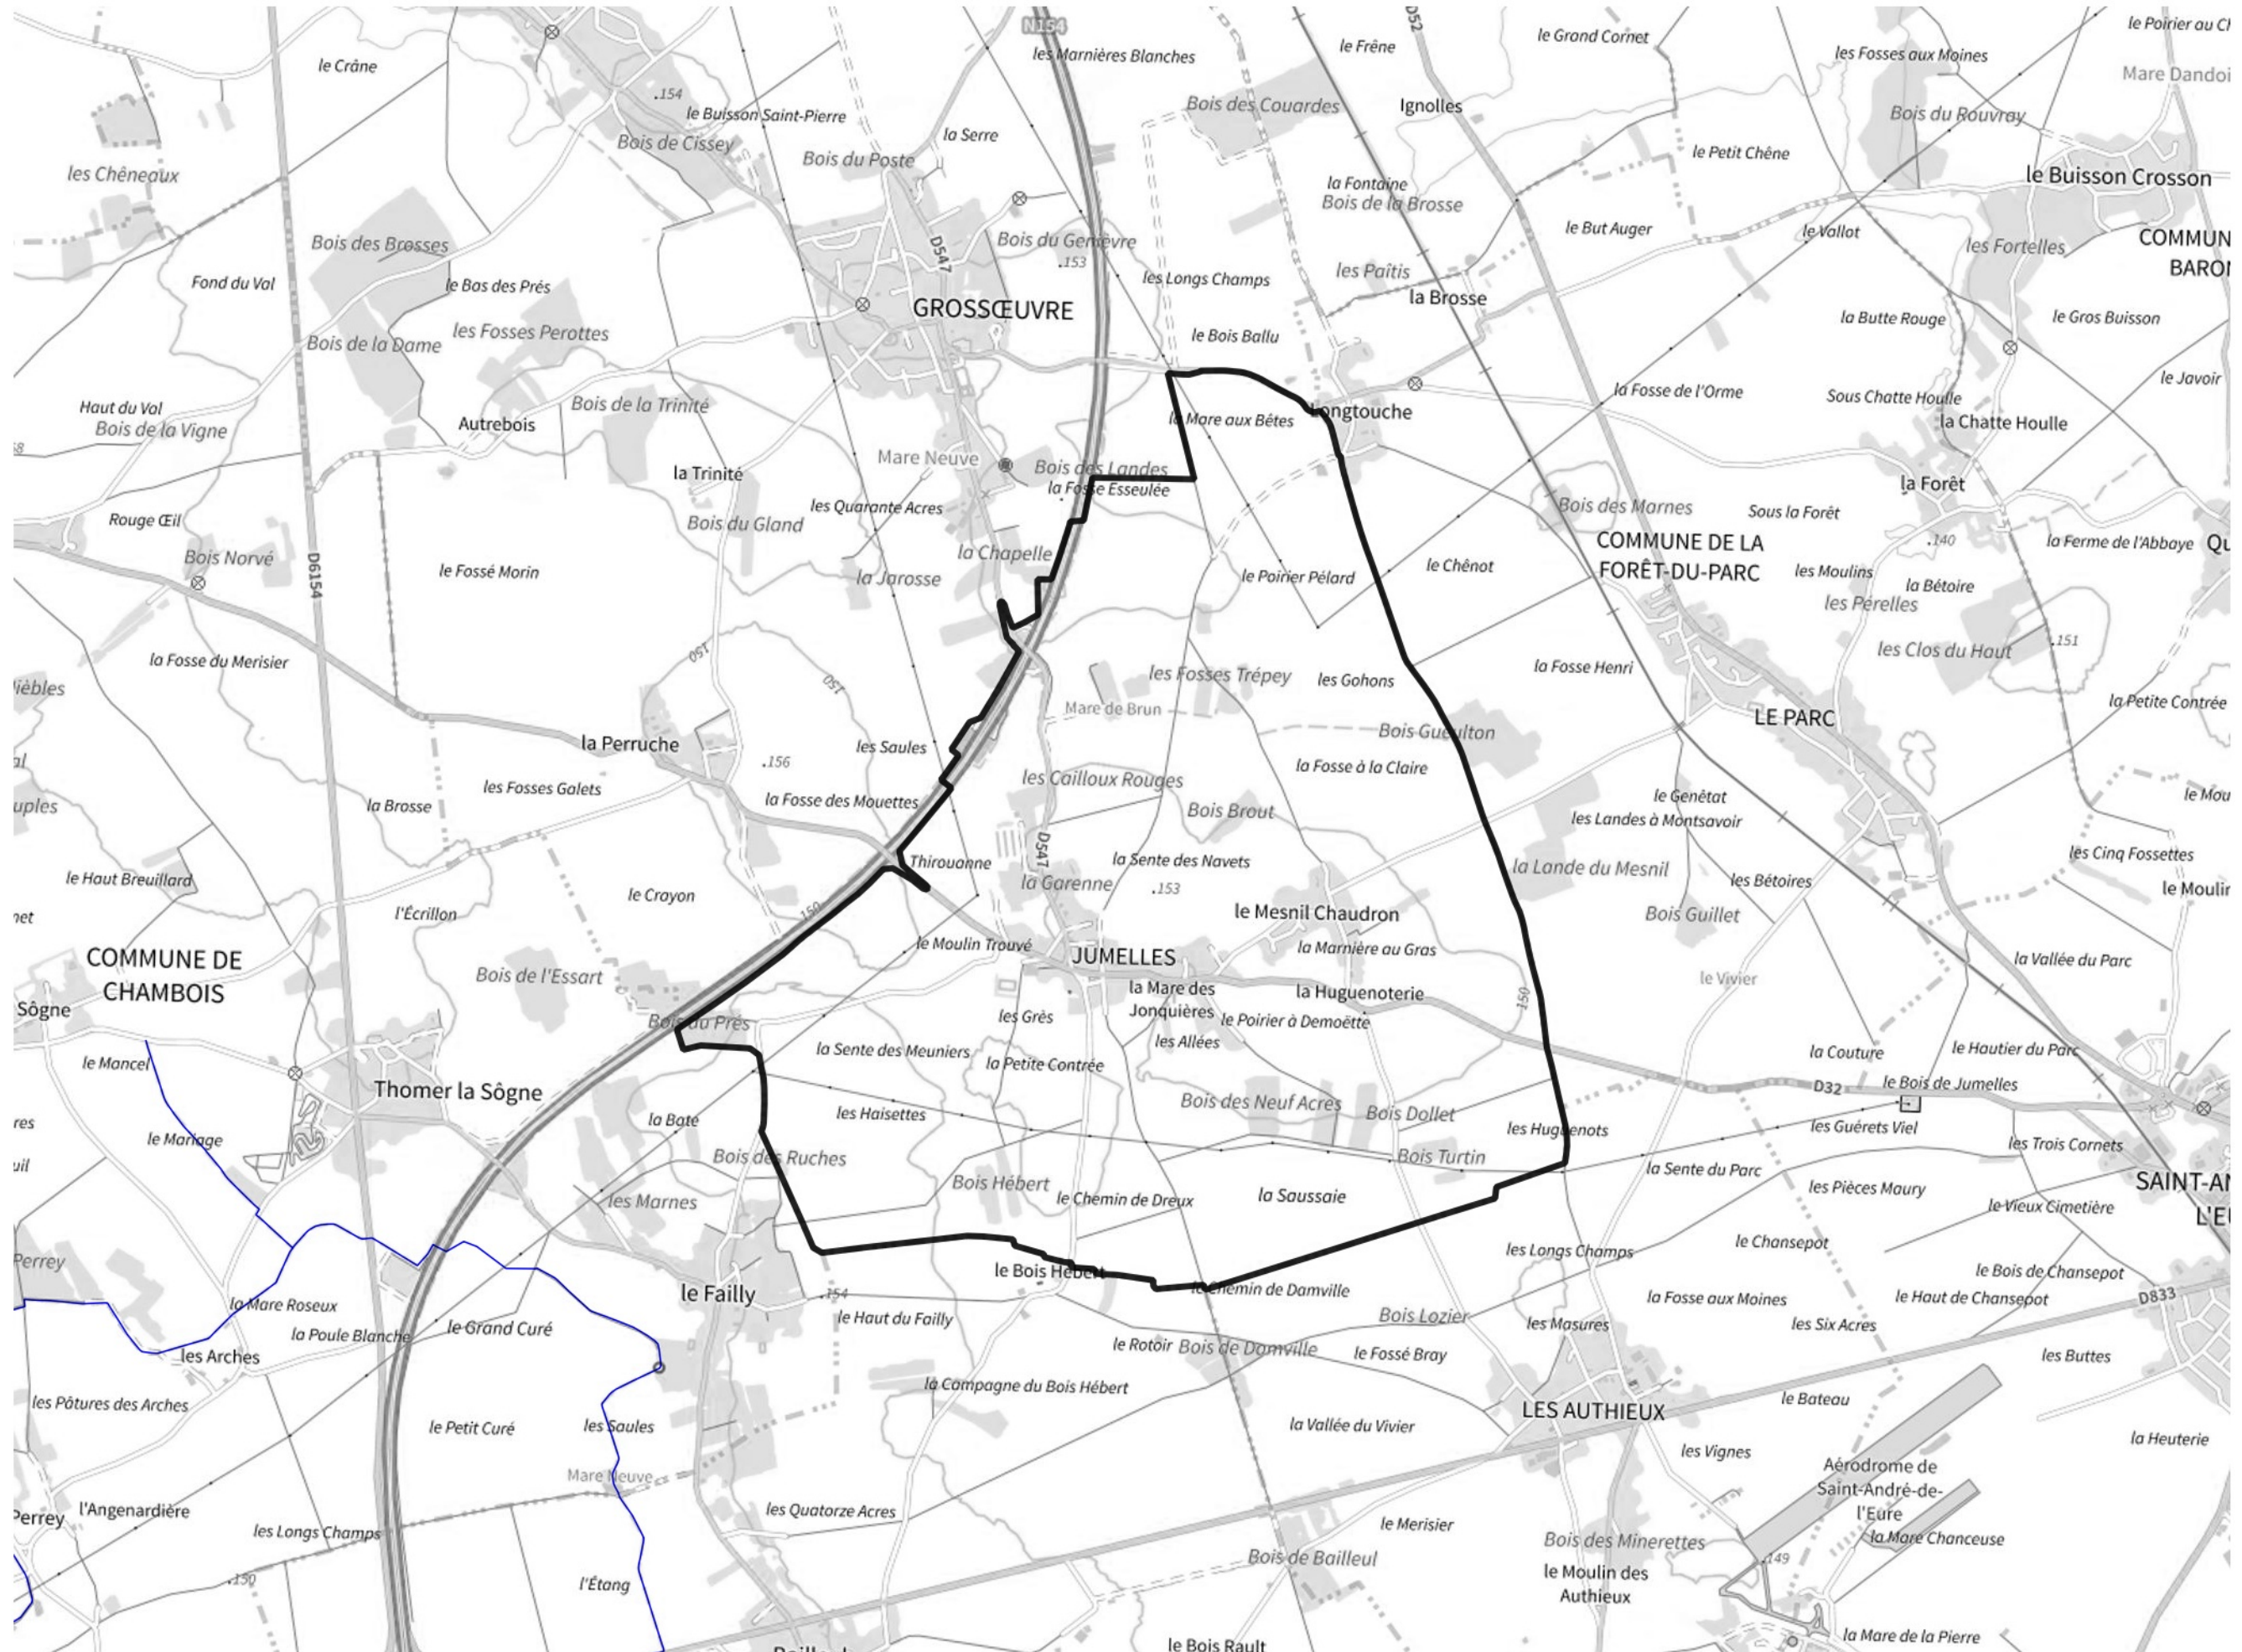 N154
D52
le Poirier au Ch
le Grand Cornet
le Frêne
les Marnières Blanches
les Fosses aux Moines
le Crâne
Mare Dandoi
.154
le Buisson Saint-Pierre
Bois des Couardes
Ignolles
Bois du Rouvray
la Serre
Bois de Cissey
Bois du Poste
le Petit Chêne
les Chêneaux
le Buisson Crosson
la Fontaine
Bois de la Brosse
le But Auger
le Vallot
COMMUN
BARON
les Fortelles
Bois des Brosses
D547
Bois du Genièvre
.153
Fond du Val
le Bas des Prés
les Longs Champs
les Paîtis
la Brosse
GROSSŒUVRE
la Butte Rouge
le Gros Buisson
les Fosses Perottes
Bois de la Dame
le Bois Ballu
le Javoir
la Fosse de l'Orme
Sous Chatte Houlle
Haut du Val
Bois de la Vigne
Bois de la Trinité
Autrebois
la Mare aux Bêtes
Longtouche
la Chatte Houlle
Mare Neuve
la Trinité
Bois des Landes
la Fosse Esseulée
la Forêt
les Quarante Acres
Bois des Marnes
Sous la Forêt
Rouge Œil
Bois du Gland
Bois Norvé
D6154
la Chapelle
COMMUNE DE LA
FORÊT-DU-PARC
.140
la Ferme de l'Abbaye
Qu
le Fossé Morin
la Jarosse
le Poirier Pélard
le Chênot
les Moulins
la Bétoire
les Pérelles
la Fosse du Merisier
150
150
les Fosses Trépey
les Gohons
la Fosse Henri
les Clos du Haut
.151
ièbles
Mare de Brun
la Petite Contrée
LE PARC
la Perruche
les Saules
Bois Gueulton
.156
al
les Fosses Galets
la Fosse des Mouettes
les Cailloux Rouges
la Fosse à la Claire
uples
la Brosse
Bois Brout
le Genêtat
les Landes à Montsavoir
le Mou
D547
Thirouanne
la Sente des Navets
les Cinq Fossettes
le Haut Breuillard
le Crayon
la Garenne
.153
la Lande du Mesnil
les Bétoires
le Moulin
net
l'Écrillon
150
le Mesnil Chaudron
Bois Guillet
COMMUNE DE
CHAMBOIS
le Moulin Trouvé
JUMELLES
la Marnière au Gras
la Vallée du Parc
Bois de l'Essart
le Vivier
Sôgne
la Mare des
Jonquières
la Huguenoterie
150
Bois du Prés
les Grès
le Poirier à Demoëtte
le Mancel
la Sente des Meuniers
la Petite Contrée
les Allées
la Couture
le Hautier du Parc
Thomer la Sôgne
D32
le Bois de Jumelles
res
la Bate
les Haisettes
Bois des Neuf Acres
Bois Dollet
les Huguenots
les Guérets Viel
le Mariage
les Trois Cornets
uil
Bois des Ruches
Bois Turtin
la Sente du Parc
les Marnes
Bois Hébert
le Chemin de Dreux
la Saussaie
les Pièces Maury
SAINT-AN
L'EU
le Vieux Cimetière
Perrey
les Longs Champs
le Chansepot
le Bois Hébert
le Bois de Chansepot
le Failly
.154
le Chemin de Damville
la Mare Roseux
la Fosse aux Moines
le Haut de Chansepot
D833
la Poule Blanche
le Grand Curé
le Haut du Failly
Bois Lozier
les Masures
les Six Acres
les Arches
le Rotoir
Bois de Damville
le Fossé Bray
les Buttes
les Pâtures des Arches
la Campagne du Bois Hébert
le Bateau
LES AUTHIEUX
le Petit Curé
les Saules
la Vallée du Vivier
les Vignes
la Heuterie
Mare Neuve
Aérodrome de
Saint-André-de-
l'Eure
Perrey
l'Angenardière
les Quatorze Acres
les Longs Champs
le Merisier
la Mare Chanceuse
Bois des Minerettes
Bois de Bailleul
.149
.150
l'Étang
le Moulin des
Authieux
le Bois Rault
la Mare de la Pierre